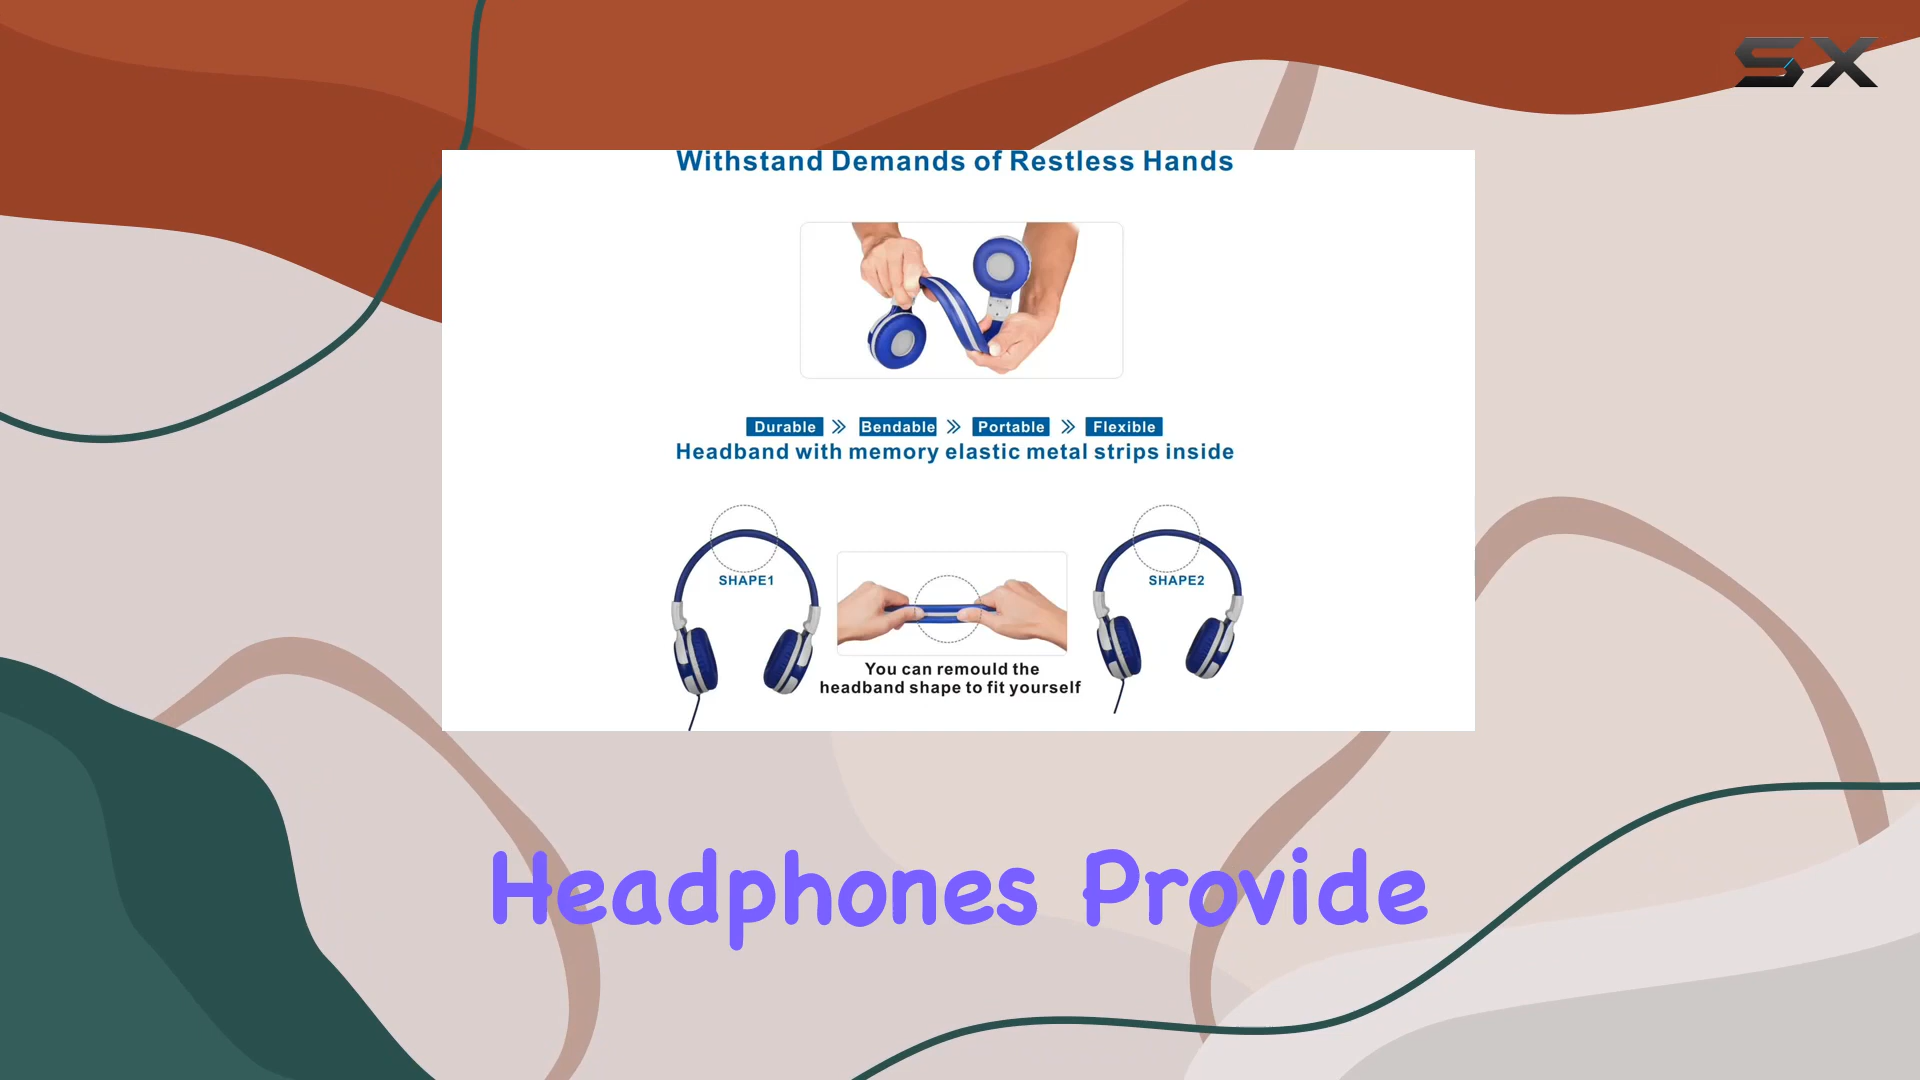 SX
Withstand Demands of Restless Hands
Durable >> Bendable >> Portable >> Flexible
Headband with memory elastic metal strips inside
SHAPE1
SHAPE2
You can remould the
headband shape to fit yourself
Headphones Provide